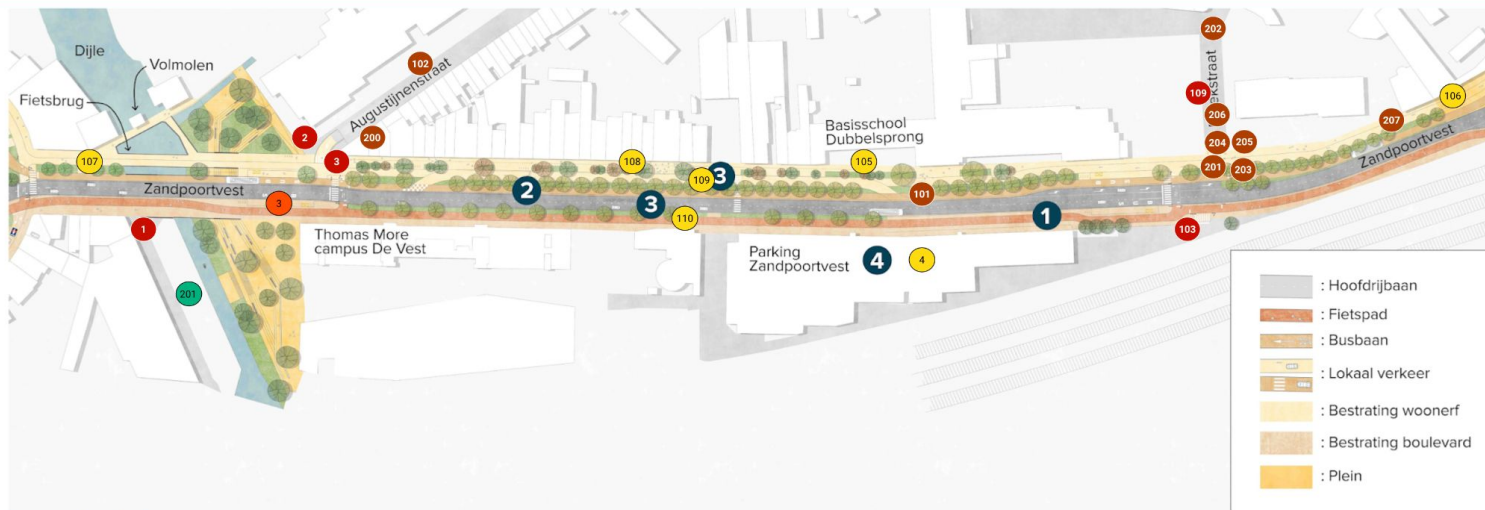 Dijle
Volmolen
Fietsbrug
102
Augustijnenstraat
2
200
3
107
Zandpoortvest
3
1
201
Thomas More
campus De Vest
108
109
3
2
3
110
Basisschool
Dubbelsprong
105
101
1
Parking
Zandpoortvest
4
4
202
109
206
204
205
201
203
103
207
106
Zandpoortvest
: Hoofdrijbaan
: Fietspad
: Busbaan
: Lokaal verkeer
: Bestrating woonerf
: Bestrating boulevard
: Plein